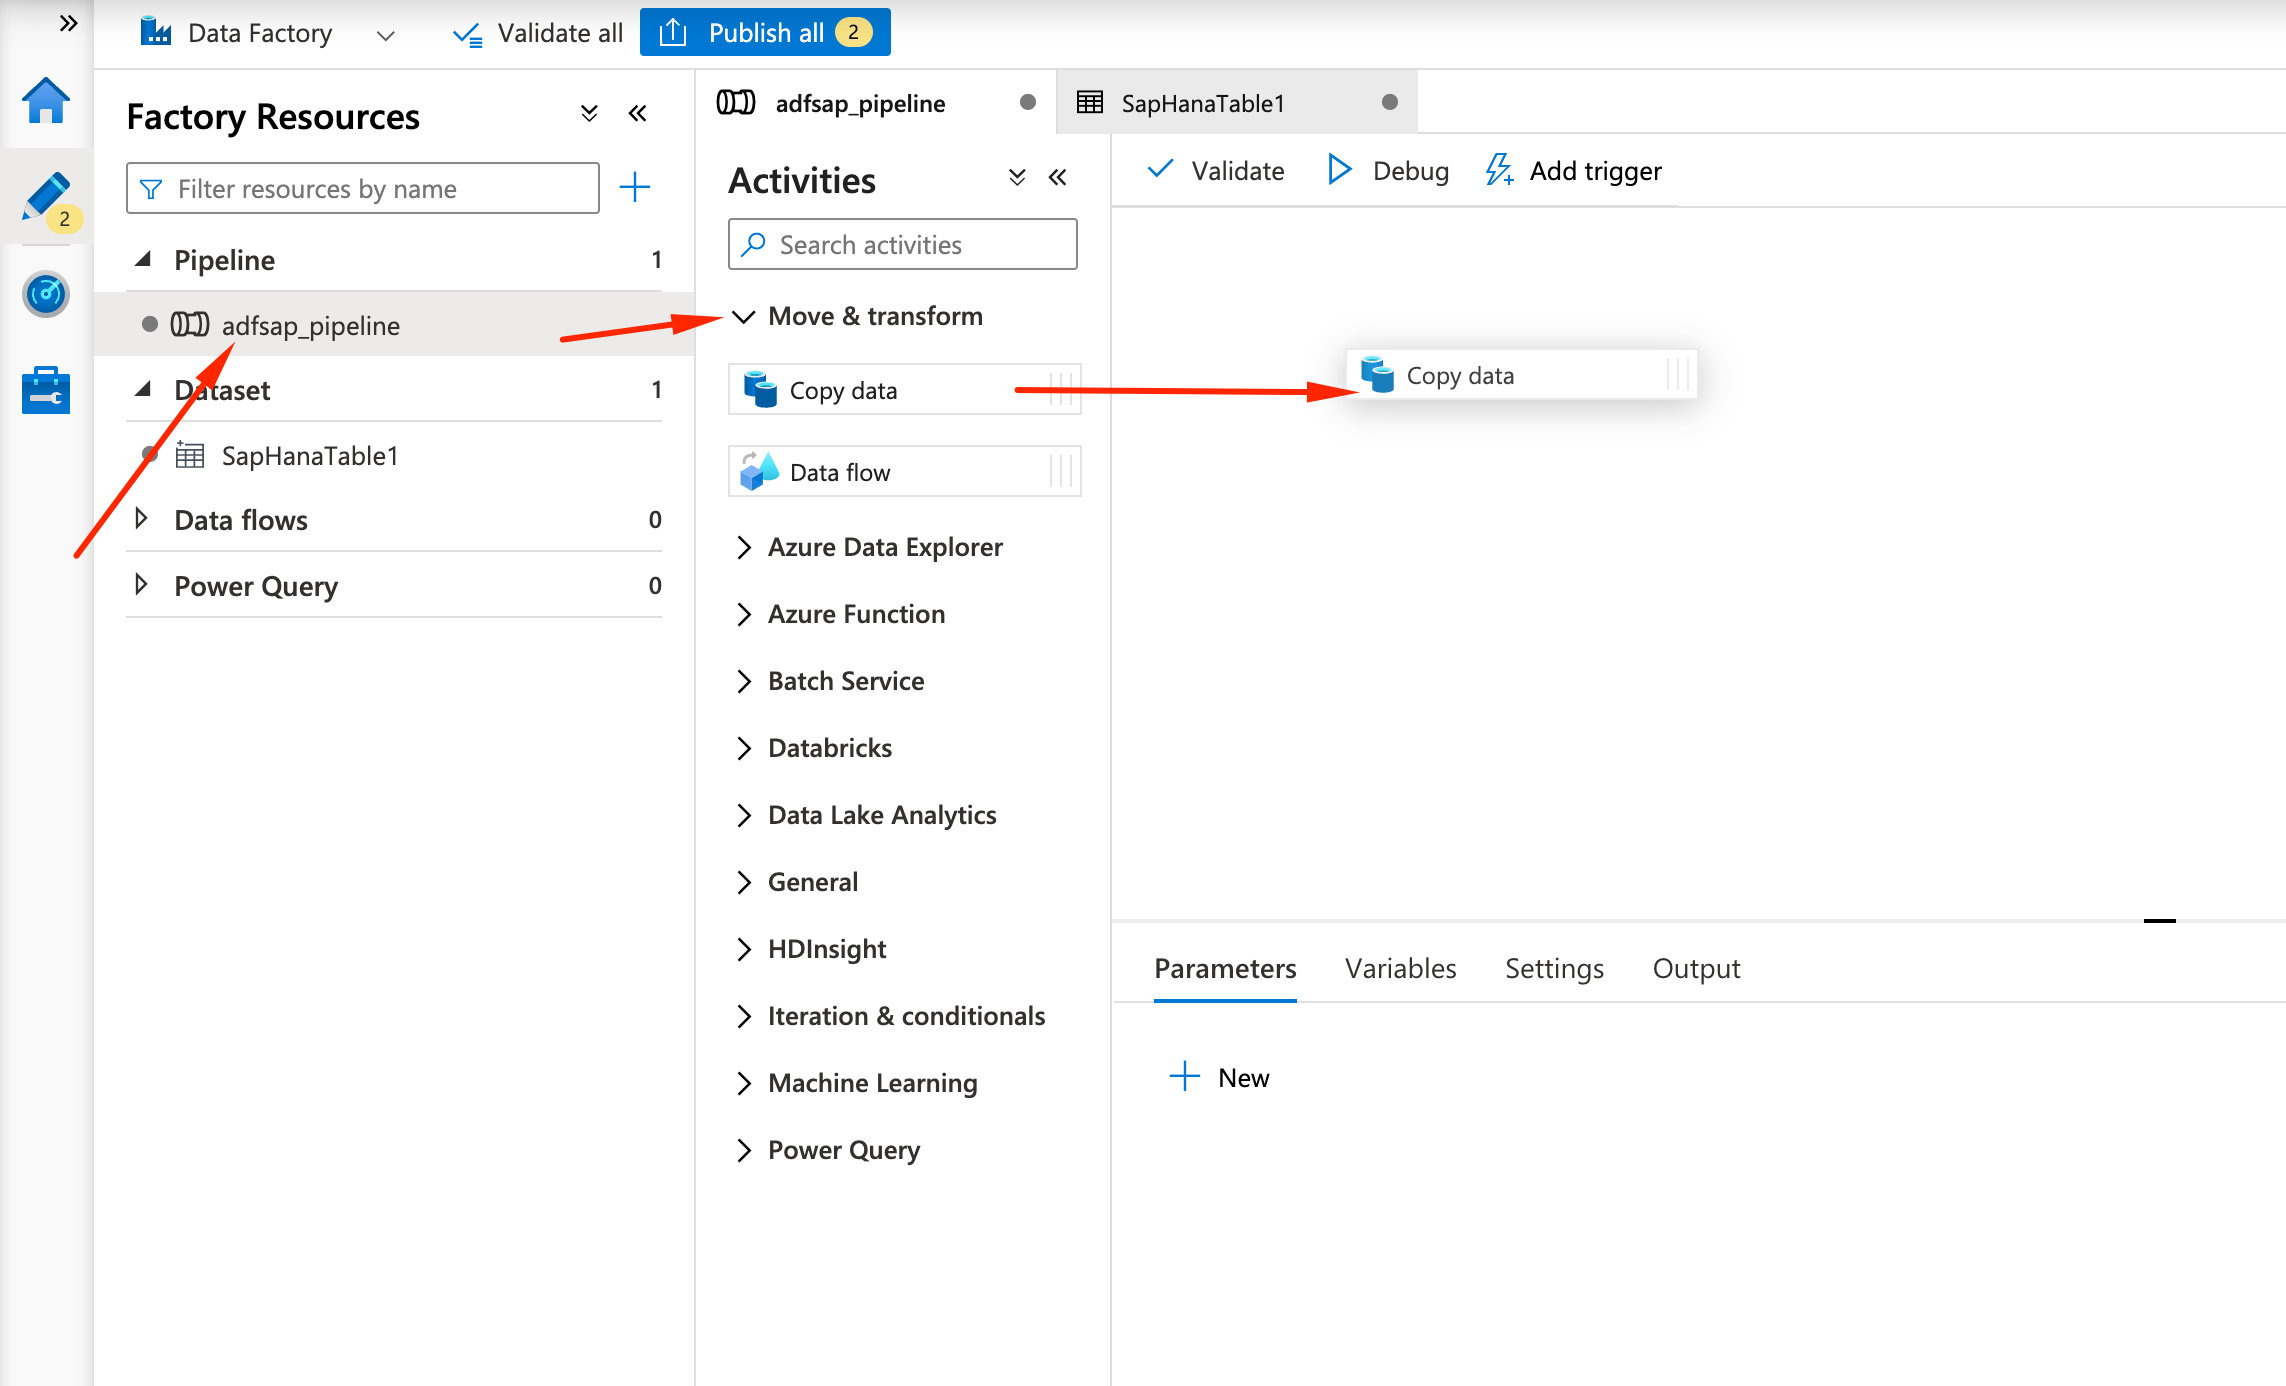 Data Factory
Validate all
Publish all 2
Factory Resources
Filter resources by name
2
Pipeline 1
adfsap_pipeline
Dataset 1
SapHanaTable1
Data flows 0
Power Query 0
adfsap_pipeline
SapHanaTable1
Activities
Search activities
Move & transform
Copy data
Data flow
Azure Data Explorer
Azure Function
Batch Service
Databricks
Data Lake Analytics
General
HDInsight
Iteration & conditionals
Machine Learning
Power Query
Validate
Debug
Add trigger
Copy data
Parameters
Variables
Settings
Output
New